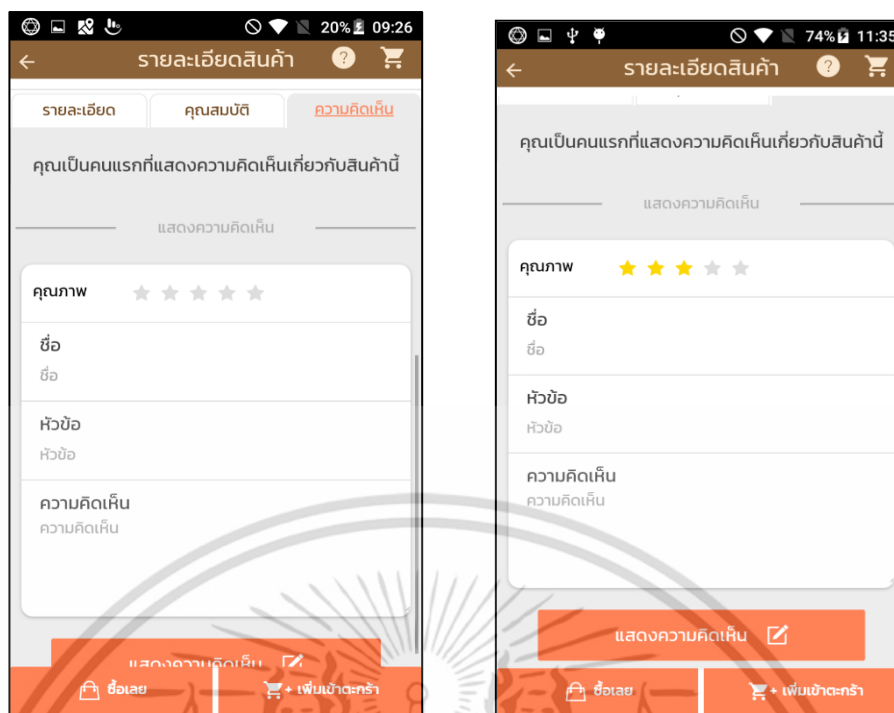 20% 09:26
รายละเอียดสินค้า ?
รายละเอียด คุณสมบัติ ความคิดเห็น
คุณเป็นคนแรกที่แสดงความคิดเห็นเกี่ยวกับสินค้านี้
แสดงความคิดเห็น
คุณภาพ
ชื่อ
ชื่อ
หัวข้อ
หัวข้อ
ความคิดเห็น
ความคิดเห็น
แสดงความคิดเห็น
ซื้อเลย + เพิ่มเข้าตะกร้า
74% 11:35
รายละเอียดสินค้า ?
คุณเป็นคนแรกที่แสดงความคิดเห็นเกี่ยวกับสินค้านี้
แสดงความคิดเห็น
คุณภาพ
ชื่อ
ชื่อ
หัวข้อ
หัวข้อ
ความคิดเห็น
ความคิดเห็น
แสดงความคิดเห็น
ซื้อเลย + เพิ่มเข้าตะกร้า